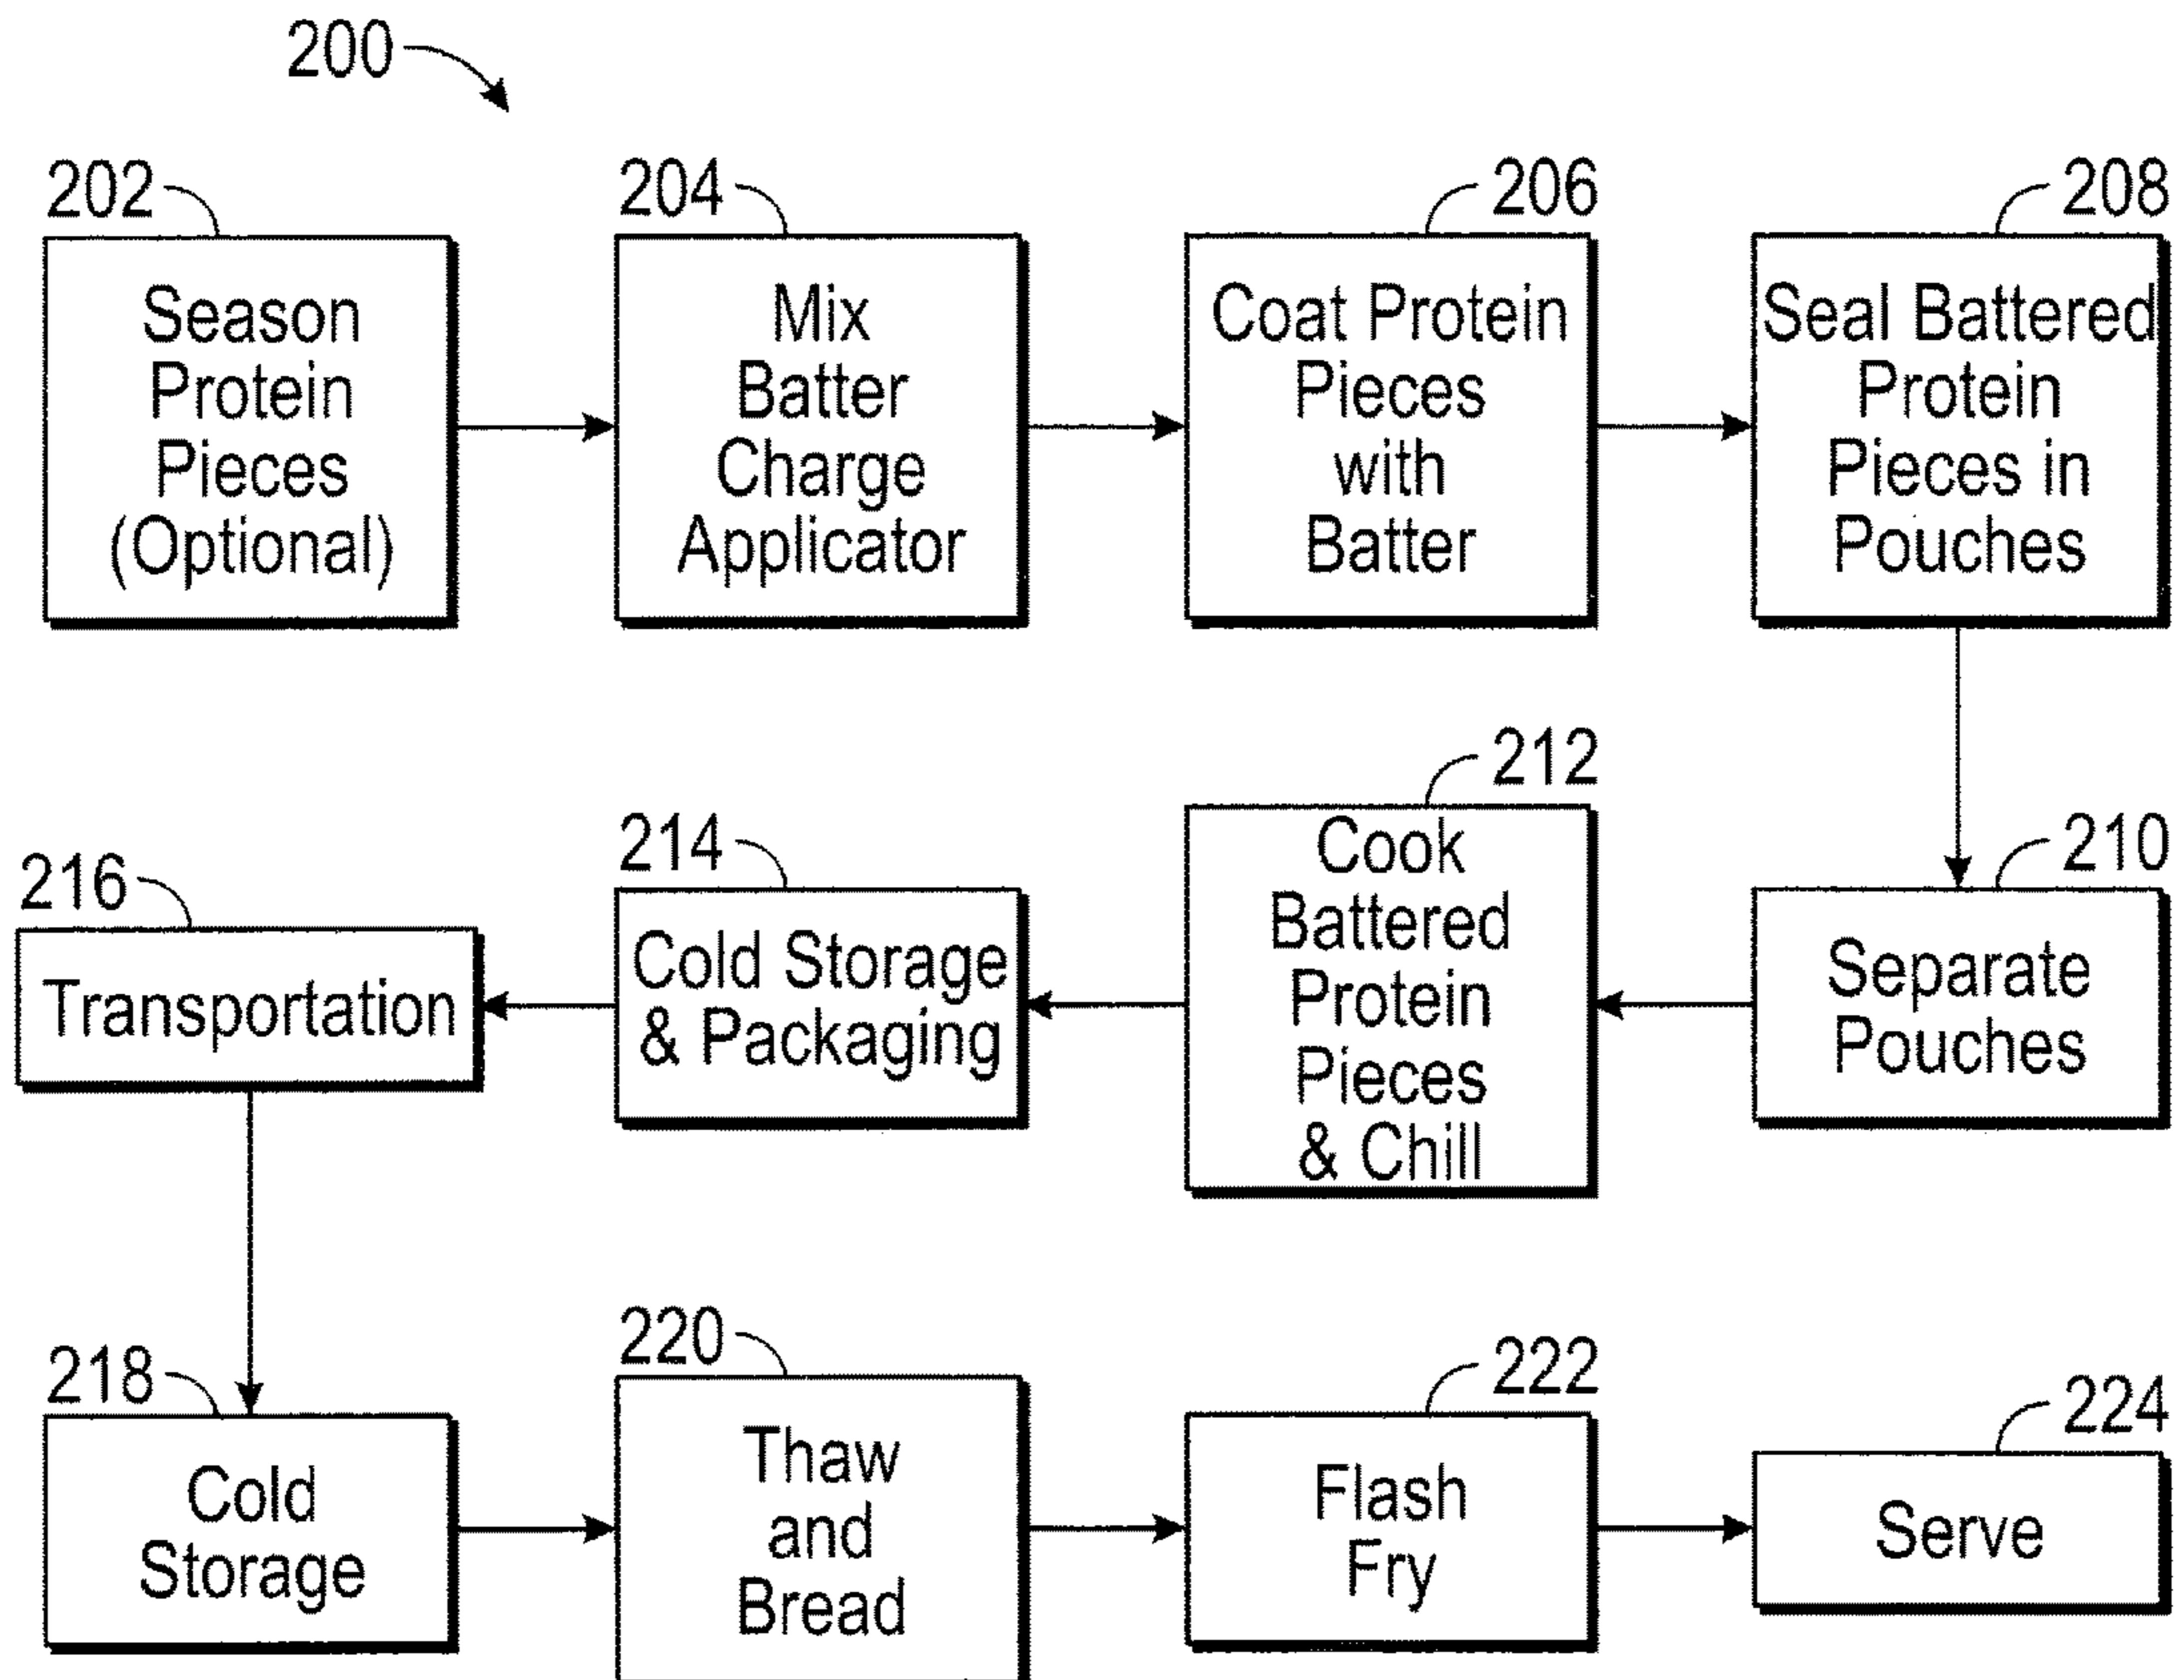 200
202
Season
Protein
Pieces
(Optional)
204
Mix
Batter
Charge
Applicator
206
Coat Protein
Pieces
with
Batter
208
Seal Battered
Protein
Pieces in
Pouches
210
Separate
Pouches
212
Cook
Battered
Protein
Pieces
& Chill
214
Cold Storage
& Packaging
216
Transportation
218
Cold
Storage
220
Thaw
and
Bread
222
Flash
Fry
224
Serve